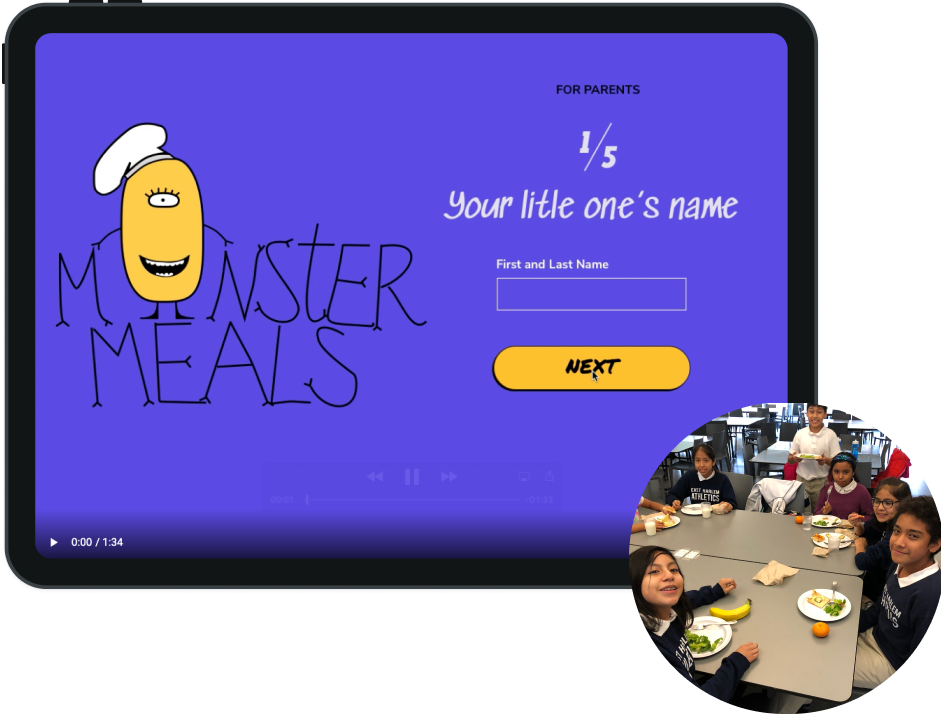 FOR PARENTS
1/5
Your litle one's name
First and Last Name
NEXT
MONSTER
MEALS
00:01
-01:33
0:00 / 1:34
EAST HARLEM
ATHLETICS